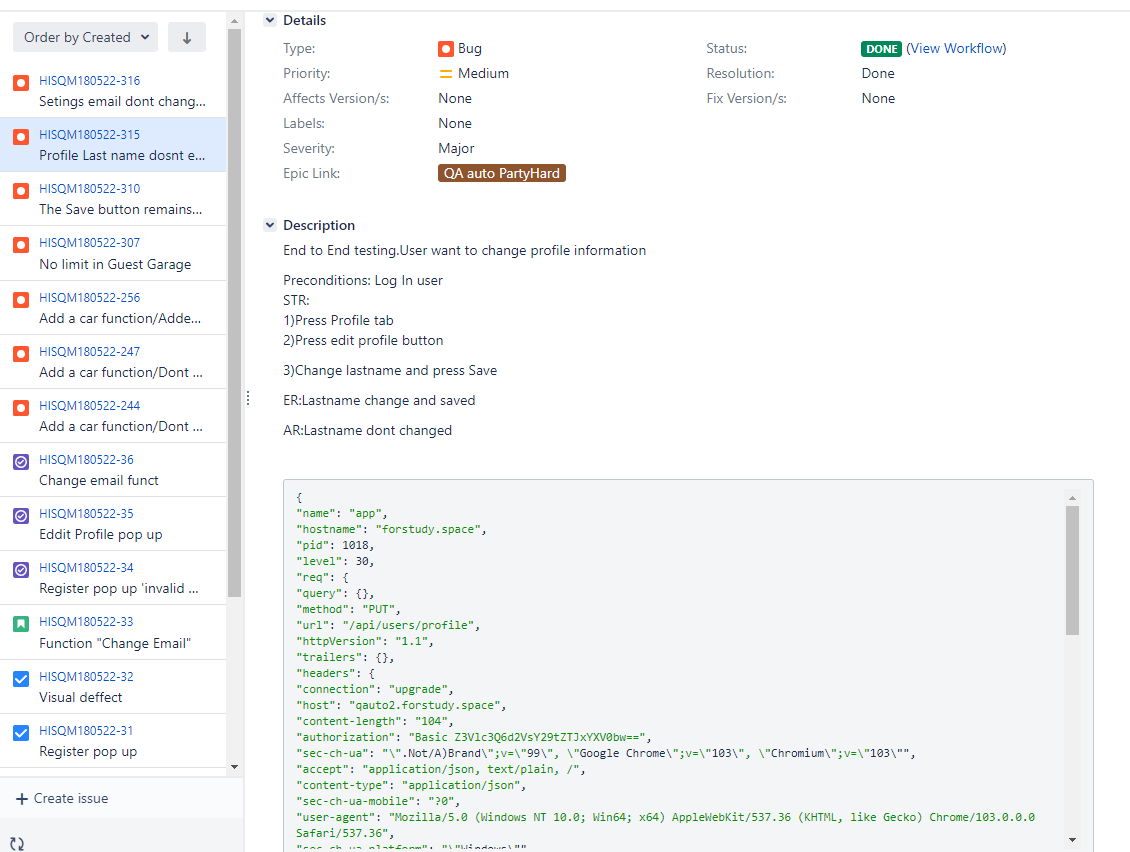 Order by Created
HISQM180522-316
Setings email dont chang...
HISQM180522-315
Profile Last name dosnt e...
HISQM180522-310
The Save button remains...
HISQM180522-307
No limit in Guest Garage
HISQM180522-256
Add a car function/Adde...
HISQM180522-247
Add a car function/Dont ...
HISQM180522-244
Add a car function/Dont ...
HISQM180522-36
Change email funct
HISQM180522-35
Eddit Profile pop up
HISQM180522-34
Register pop up 'invalid ...
HISQM180522-33
Function "Change Email"
HISQM180522-32
Visual deffect
HISQM180522-31
Register pop up
Create issue
Details
Type: Bug
Status: DONE (View Workflow)
Priority: Medium
Resolution: Done
Affects Version/s: None
Fix Version/s: None
Labels: None
Severity: Major
Epic Link: QA auto PartyHard
Description
End to End testing.User want to change profile information
Preconditions: Log In user
STR:
1)Press Profile tab
2)Press edit profile button
3)Change lastname and press Save
ER:Lastname change and saved
AR:Lastname dont changed
{
"name": "app",
"hostname": "forstudy.space",
"pid": 1018,
"level": 30,
"req": {
"query": {},
"method": "PUT",
"url": "/api/users/profile",
"httpVersion": "1.1",
"trailers": {},
"headers": {
"connection": "upgrade",
"host": "qauto2.forstudy.space",
"content-length": "104",
"authorization": "Basic Z3Vlc3Q6d2VsY29tZTJxYXV0bw==",
"sec-ch-ua": "\".Not/A)Brand\";v=\"99\", \"Google Chrome\";v=\"103\", \"Chromium\";v=\"103\"",
"accept": "application/json, text/plain, /",
"content-type": "application/json",
"sec-ch-ua-mobile": "?0",
"user-agent": "Mozilla/5.0 (Windows NT 10.0; Win64; x64) AppleWebKit/537.36 (KHTML, like Gecko) Chrome/103.0.0.0
Safari/537.36",
"sec-ch-ua-platform": "\"Windows\""